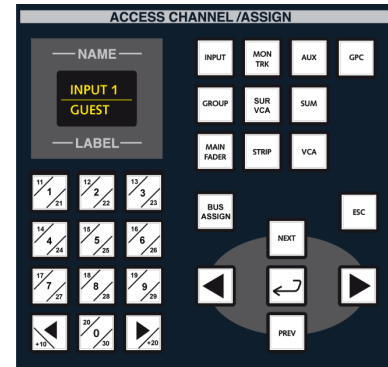 ACCESS CHANNEL /ASSIGN
NAME
INPUT 1
GUEST
LABEL
INPUT
MON
TRK
AUX
GPC
GROUP
SUR
VCA
SUM
MAIN
FADER
STRIP
VCA
11 1 21
12 2 22
13 3 23
14 4 24
15 5 25
16 6 26
17 7 27
18 8 28
19 9 29
+10
20 0 30
+20
BUS
ASSIGN
ESC
NEXT
PREV